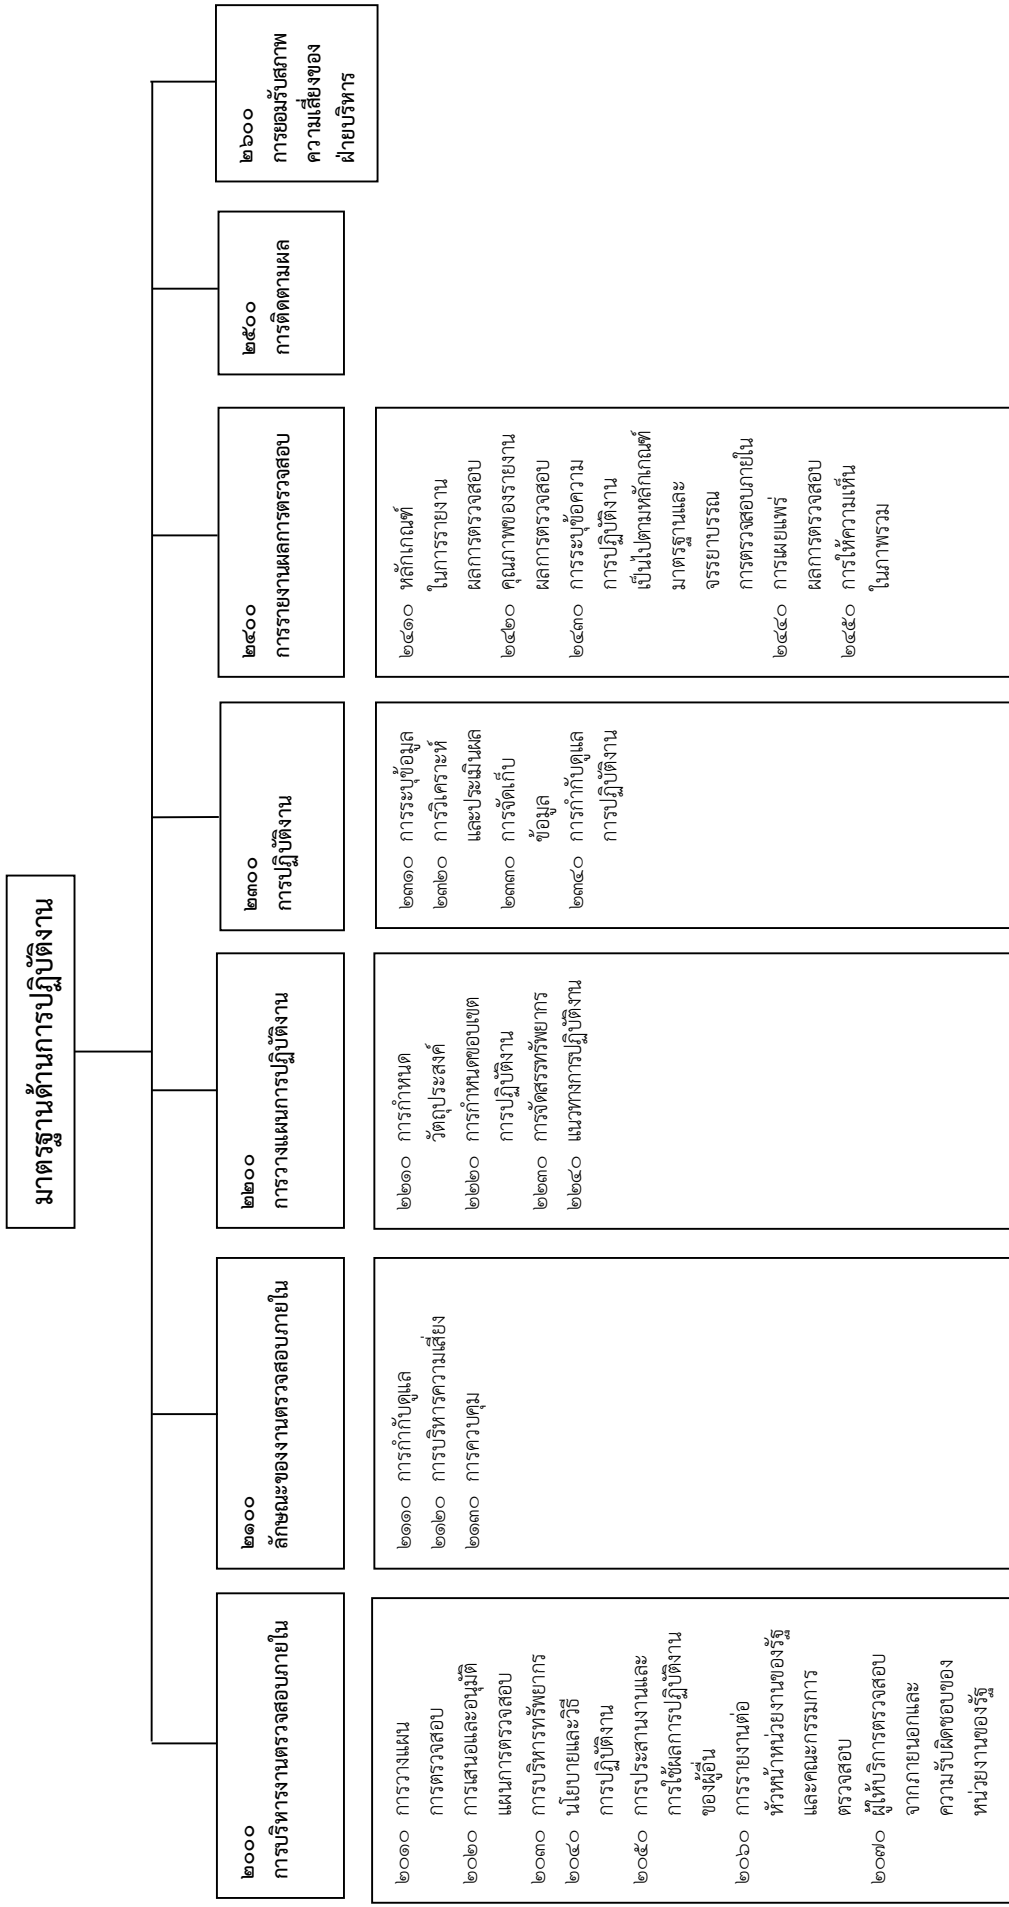 มาตรฐานด้านการปฏิบัติงาน
๒๐๐๐
การบริหารงานตรวจสอบภายใน
๒๐๑๐ การวางแผน
การตรวจสอบ
๒๐๒๐ การเสนอและอนุมัติ
แผนการตรวจสอบ
๒๐๓๐ การบริหารทรัพยากร
๒๐๔๐ นโยบายและวิธี
การปฏิบัติงาน
๒๐๕๐ การประสานงานและ
การใช้ผลการปฏิบัติงาน
ของผู้อื่น
๒๐๖๐ การรายงานต่อ
หัวหน้าหน่วยงานของรัฐ
และคณะกรรมการ
ตรวจสอบ
๒๐๗๐ ผู้ให้บริการตรวจสอบ
จากภายนอกและ
ความรับผิดชอบของ
หน่วยงานของรัฐ
๒๑๐๐
ลักษณะของงานตรวจสอบภายใน
๒๑๑๐ การกำกับดูแล
๒๑๒๐ การบริหารความเสี่ยง
๒๑๓๐ การควบคุม
๒๒๐๐
การวางแผนการปฏิบัติงาน
๒๒๑๐ การกำหนด
วัตถุประสงค์
๒๒๒๐ การกำหนดขอบเขต
การปฏิบัติงาน
๒๒๓๐ การจัดสรรทรัพยากร
๒๒๔๐ แนวทางการปฏิบัติงาน
๒๓๐๐
การปฏิบัติงาน
๒๓๑๐ การระบุข้อมูล
๒๓๒๐ การวิเคราะห์
และประเมินผล
๒๓๓๐ การจัดเก็บ
ข้อมูล
๒๓๔๐ การกำกับดูแล
การปฏิบัติงาน
๒๔๐๐
การรายงานผลการตรวจสอบ
๒๔๑๐ หลักเกณฑ์
ในการรายงาน
ผลการตรวจสอบ
๒๔๒๐ คุณภาพของรายงาน
ผลการตรวจสอบ
๒๔๓๐ การระบุข้อความ
การปฏิบัติงาน
เป็นไปตามหลักเกณฑ์
มาตรฐานและ
จรรยาบรรณ
การตรวจสอบภายใน
๒๔๔๐ การเผยแพร่
ผลการตรวจสอบ
๒๔๕๐ การให้ความเห็น
ในภาพรวม
๒๕๐๐
การติดตามผล
๒๖๐๐
การยอมรับสภาพ
ความเสี่ยงของ
ฝ่ายบริหาร